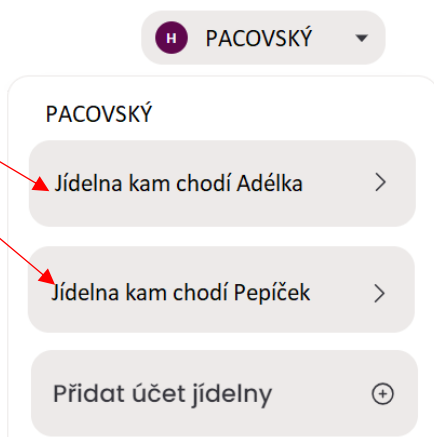 H PACOVSKÝ
PACOVSKÝ
Jídelna kam chodí Adélka
Jídelna kam chodí Pepíček
Přidat účet jídelny